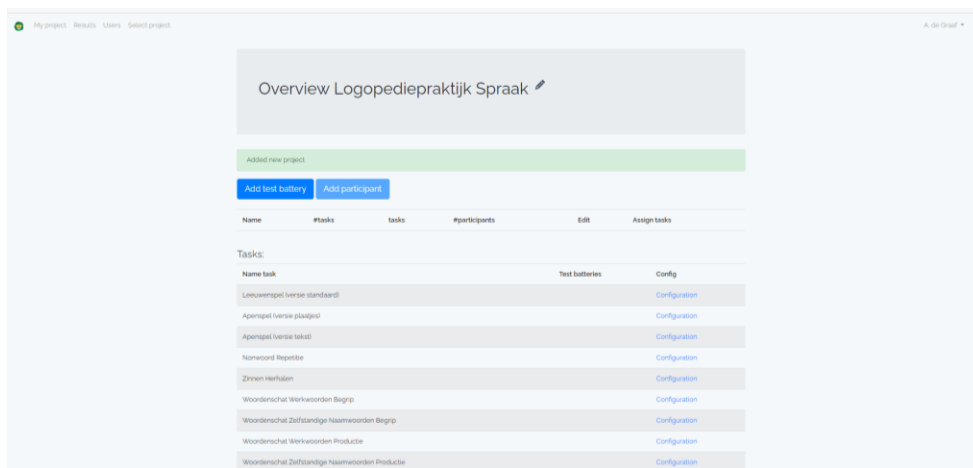 My project Results Users Select project A. de Graaf
Overview Logopediepraktijk Spraak
Added new project
Add test battery Add participant
Name #tasks tasks #participants Edit Assign tasks
Tasks:
Name task Test batteries Config
Leeuwenspel (versie standaard) Configuration
Apenspel (versie plaatjes) Configuration
Apenspel (versie tekst) Configuration
Nonwoord Repetitie Configuration
Zinnen Herhalen Configuration
Woordenschat Werkwoorden Begrip Configuration
Woordenschat Zelfstandige Naamwoorden Begrip Configuration
Woordenschat Werkwoorden Productie Configuration
Woordenschat Zelfstandige Naamwoorden Productie Configuration